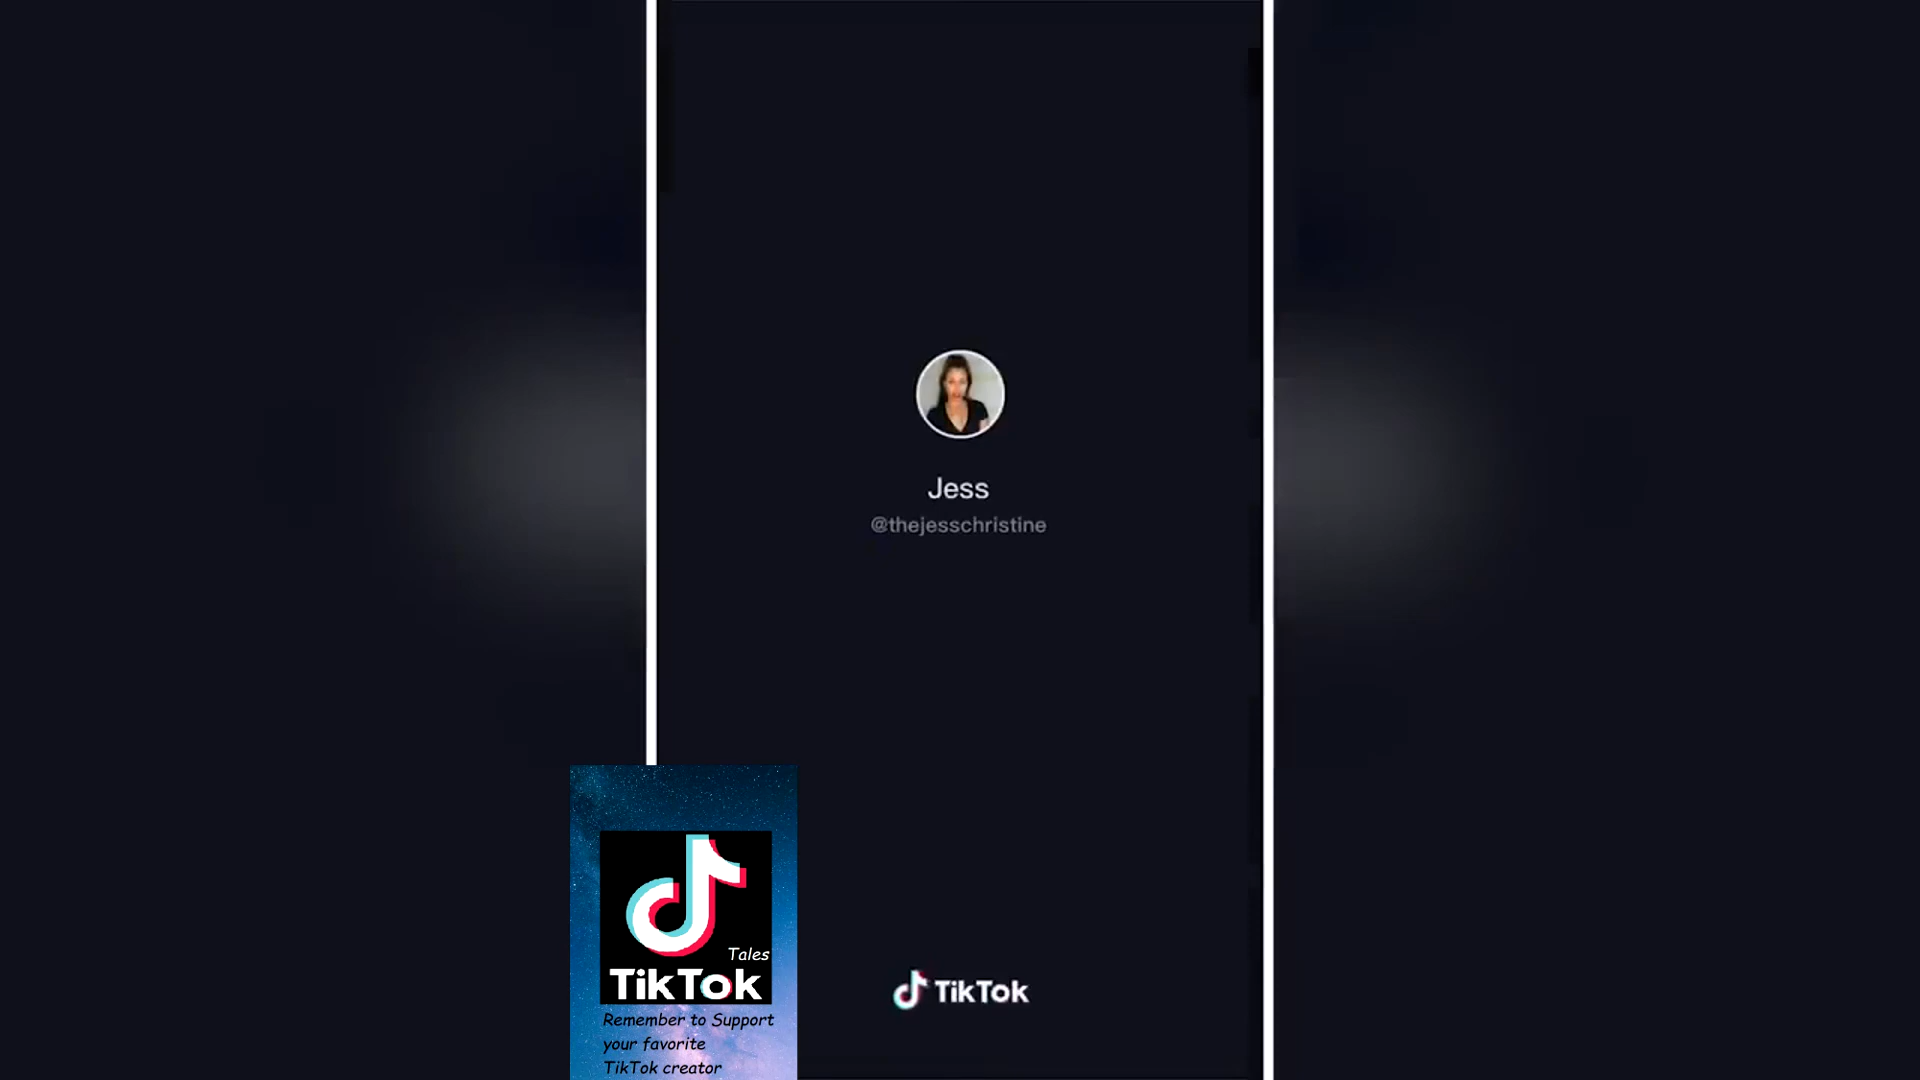 Jess
@thejesschristine
Tales
TikTok
Remember to Support
your favorite
TikTok creator
TikTok